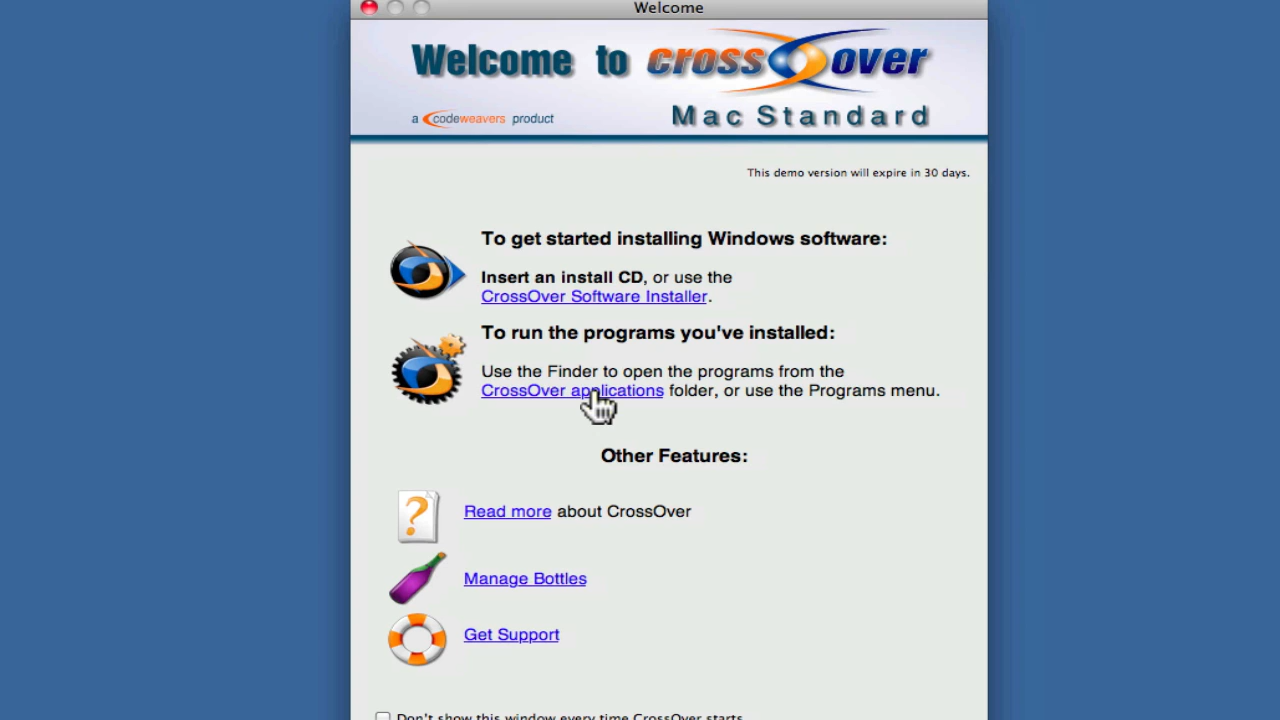 Welcome
Welcome to crossover
Mac Standard
a codeweavers product
This demo version will expire in 30 days.
To get started installing Windows software:
Insert an install CD, or use the
CrossOver Software Installer.
To run the programs you've installed:
Use the Finder to open the programs from the
CrossOver applications folder, or use the Programs menu.
Other Features:
?
Read more about CrossOver
Manage Bottles
Get Support
Don't show this window every time CrossOver starts